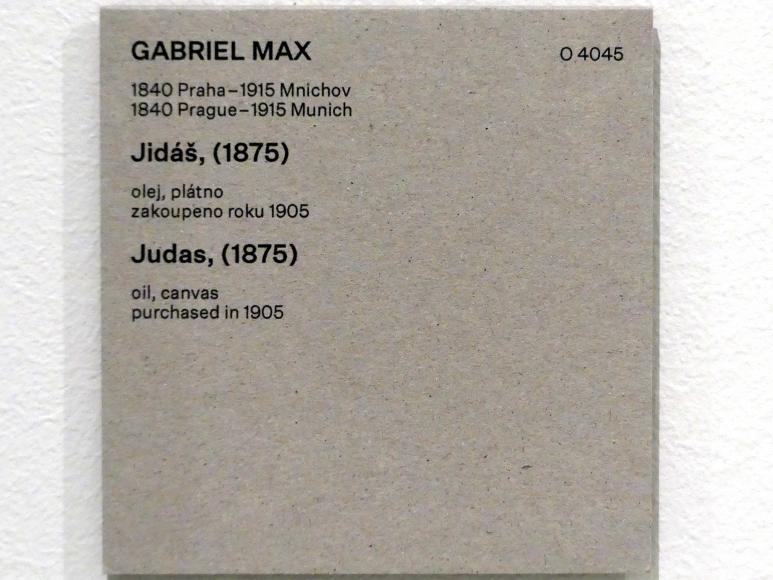 GABRIEL MAX O 4045
1840 Praha–1915 Mnichov
1840 Prague–1915 Munich
Jidáš, (1875)
olej, plátno
zakoupeno roku 1905
Judas, (1875)
oil, canvas
purchased in 1905